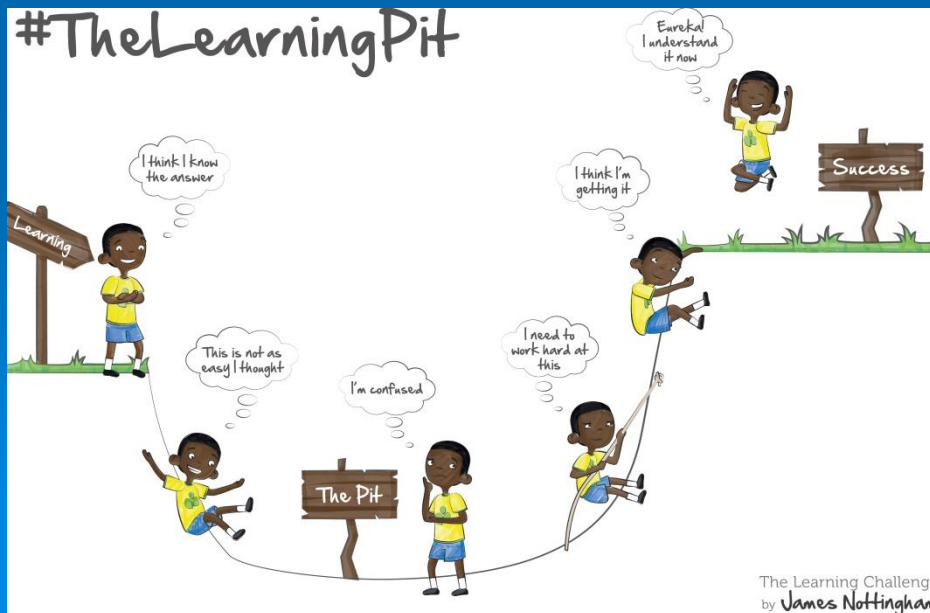 #TheLearningPit
Eureka!
I understand
it now
I think I know
the answer
I think I'm
getting it
Success
Learning
This is not as
easy I thought
I'm confused
I need to
work hard at
this
The Pit
The Learning Challeng
by James Nottingham